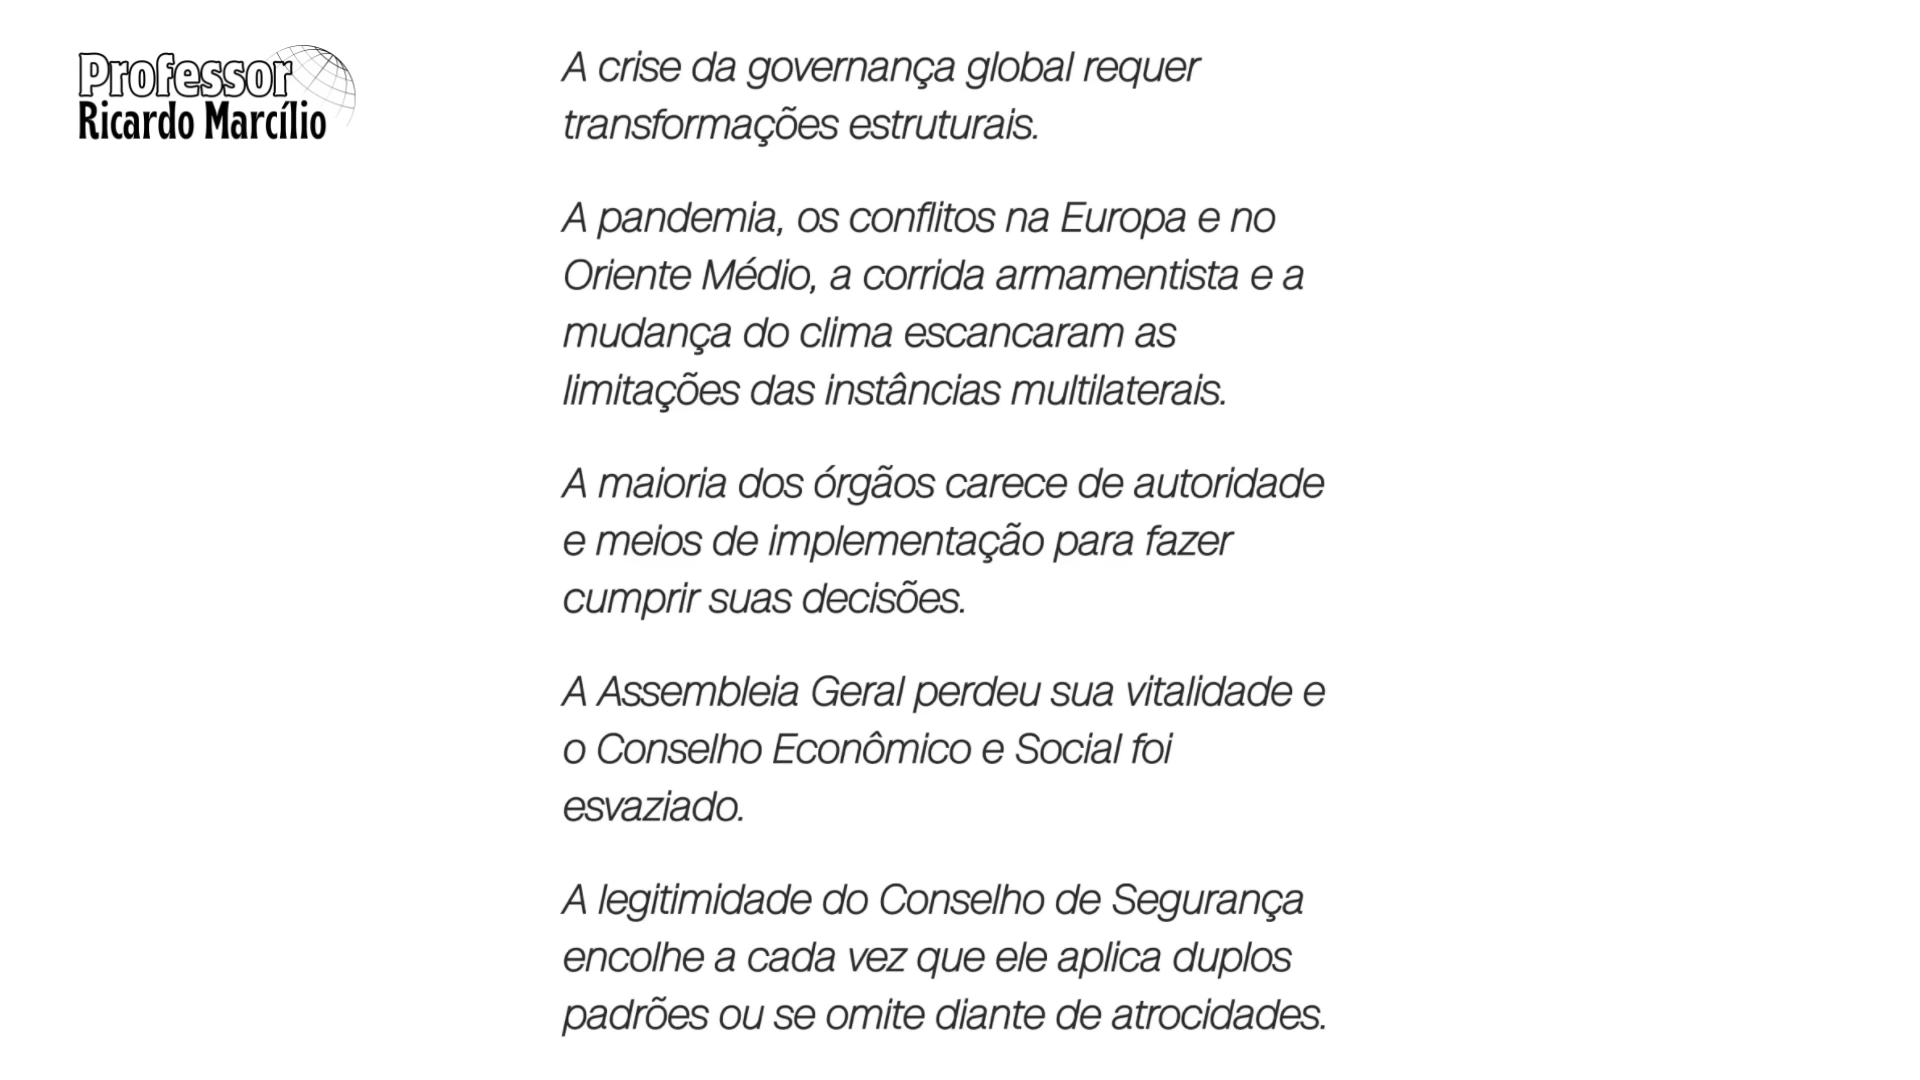 Professor
Ricardo Marcílio
A crise da governança global requer
transformações estruturais.
A pandemia, os conflitos na Europa e no
Oriente Médio, a corrida armamentista e a
mudança do clima escancaram as
limitações das instâncias multilaterais.
A maioria dos órgãos carece de autoridade
e meios de implementação para fazer
cumprir suas decisões.
A Assembleia Geral perdeu sua vitalidade e
o Conselho Econômico e Social foi
esvaziado.
A legitimidade do Conselho de Segurança
encolhe a cada vez que ele aplica duplos
padrões ou se omite diante de atrocidades.